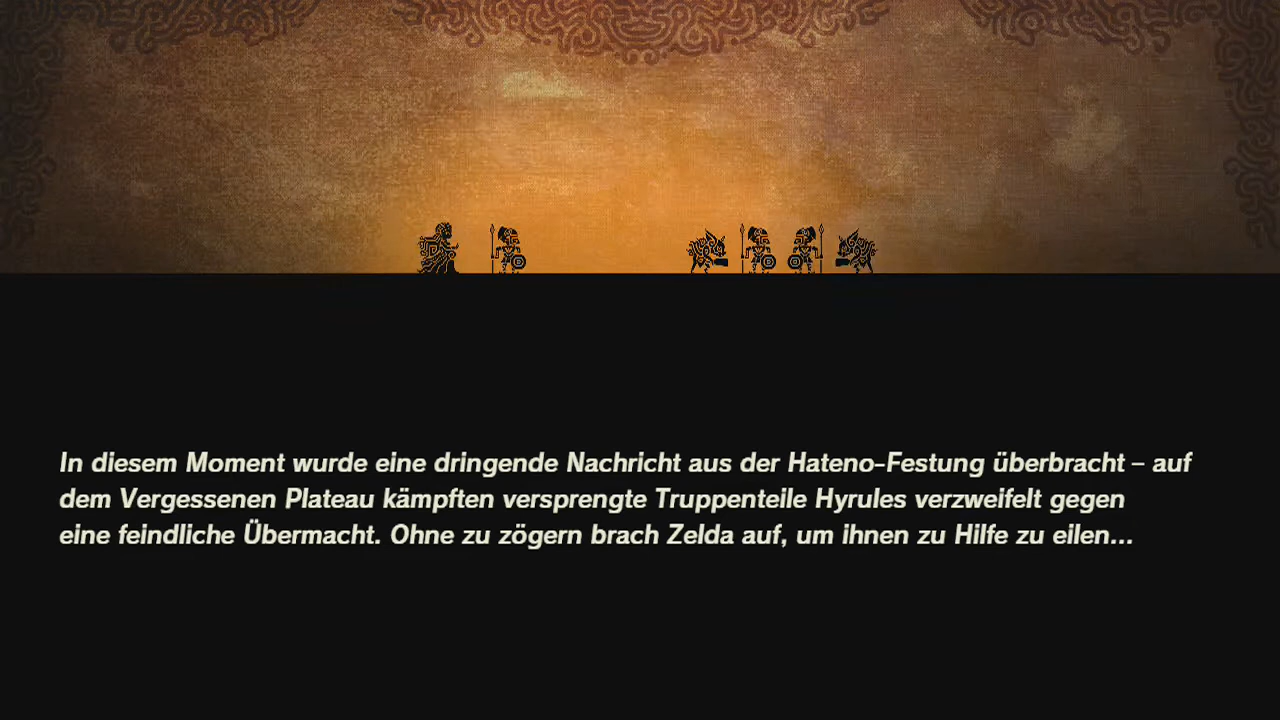 In diesem Moment wurde eine dringende Nachricht aus der Hateno-Festung überbracht – auf
dem Vergessenen Plateau kämpften versprengte Truppenteile Hyrules verzweifelt gegen
eine feindliche Übermacht. Ohne zu zögern brach Zelda auf, um ihnen zu Hilfe zu eilen...